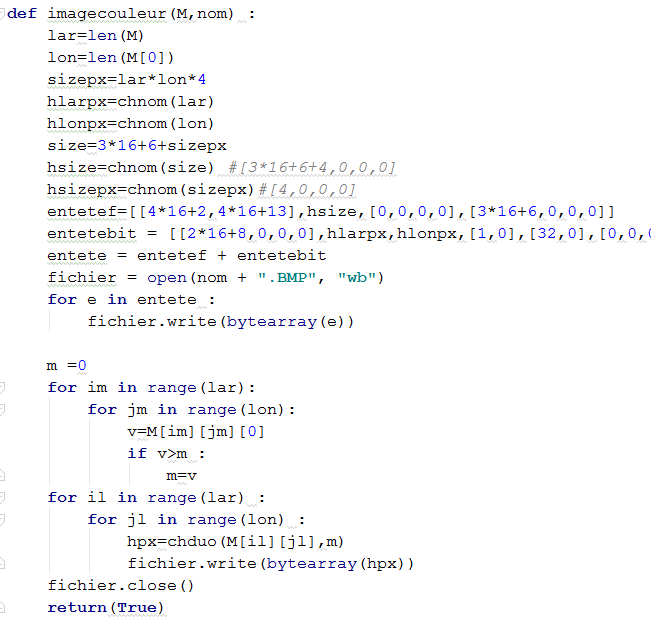 def imagecouleur(M,nom) :
    lar=len(M)
    lon=len(M[0])
    sizepx=lar*lon*4
    hlarpx=chnom(lar)
    hlonpx=chnom(lon)
    size=3*16+6+sizepx
    hsize=chnom(size) #[3*16+6+4,0,0,0]
    hsizepx=chnom(sizepx)#[4,0,0,0]
    entetef=[[4*16+2,4*16+13],hsize,[0,0,0,0],[3*16+6,0,0,0]]
    entetebit = [[2*16+8,0,0,0],hlarpx,hlonpx,[1,0],[32,0],[0,0,0
    entete = entetef + entetebit
    fichier = open(nom + ".BMP", "wb")
    for e in entete :
        fichier.write(bytearray(e))
    m =0
    for im in range(lar):
        for jm in range(lon):
            v=M[im][jm][0]
            if v>m :
                m=v
    for il in range(lar) :
        for jl in range(lon) :
            hpx=chduo(M[il][jl],m)
            fichier.write(bytearray(hpx))
    fichier.close()
    return(True)